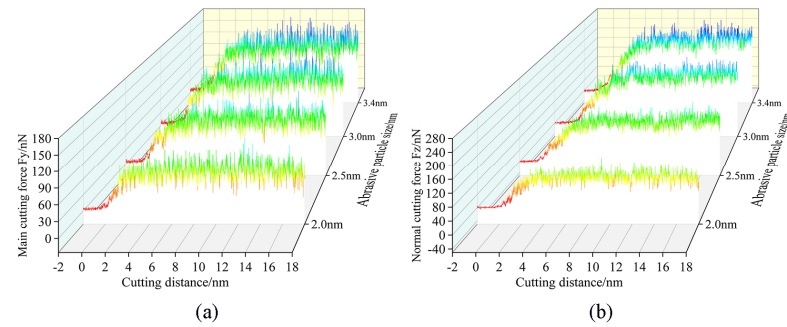 180
150
120
90
60
30
0
Main cutting force Fy/nN
-2 0 2 4 6 8 10 12 14 16 18
Cutting distance/nm
2.0nm
2.5nm
3.0nm
3.4nm
Abrasive particle size/nm
(a)
280
240
200
160
120
80
40
0
-40
Normal cutting force Fz/nN
-2 0 2 4 6 8 10 12 14 16 18
Cutting distance/nm
2.0nm
2.5nm
3.0nm
3.4nm
Abrasive particle size/nm
(b)